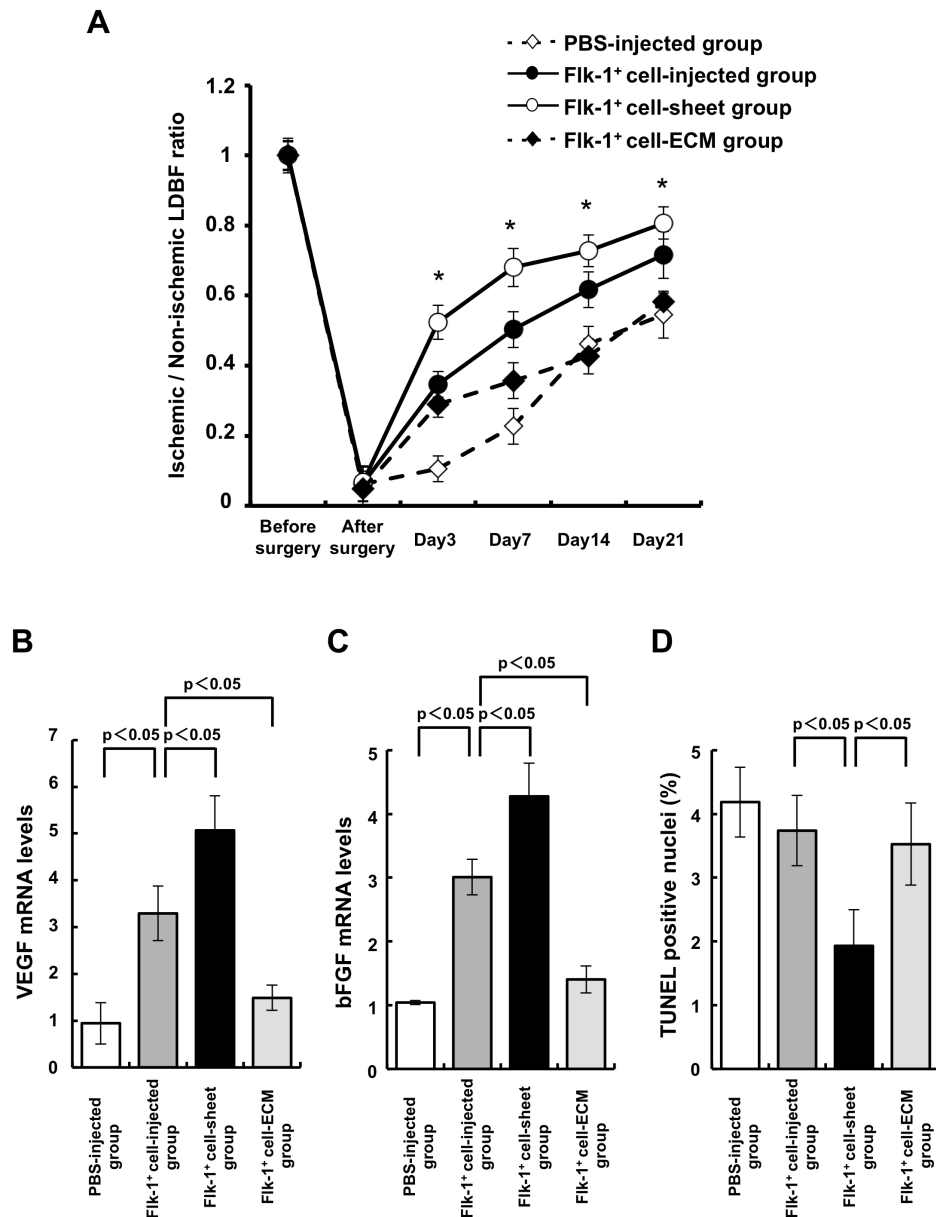 A
PBS-injected group
Flk-1⁺ cell-injected group
Flk-1⁺ cell-sheet group
Flk-1⁺ cell-ECM group
Ischemic / Non-ischemic LDBF ratio
1.2
1
0.8
0.6
0.4
0.2
0
*
*
*
*
Before surgery
After surgery
Day3
Day7
Day14
Day21
B
p<0.05
p<0.05
p<0.05
VEGF mRNA levels
7
6
5
4
3
2
1
0
PBS-injected group
Flk-1⁺ cell-injected group
Flk-1⁺ cell-sheet group
Flk-1⁺ cell-ECM group
C
p<0.05
p<0.05
p<0.05
bFGF mRNA levels
5
4
3
2
1
0
PBS-injected group
Flk-1⁺ cell-injected group
Flk-1⁺ cell-sheet group
Flk-1⁺ cell-ECM group
D
p<0.05
p<0.05
TUNEL positive nuclei (%)
5
4
3
2
1
0
PBS-injected group
Flk-1⁺ cell-injected group
Flk-1⁺ cell-sheet group
Flk-1⁺ cell-ECM group